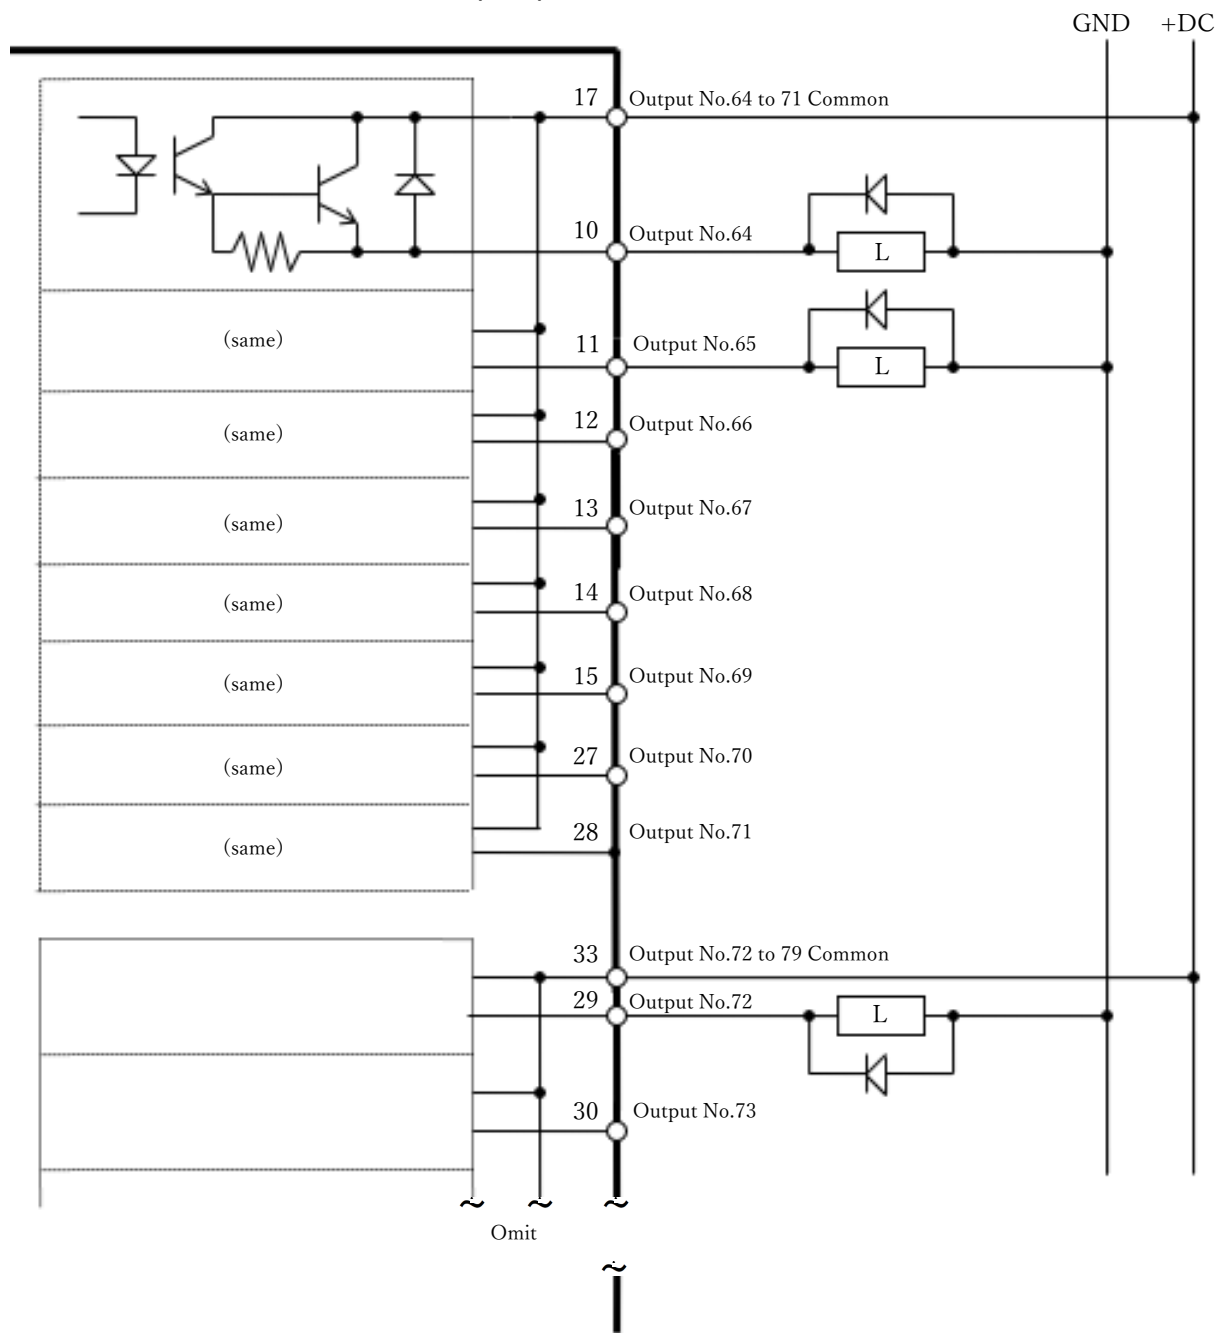 GND +DC
17 Output No.64 to 71 Common
10 Output No.64
L
(same)
11 Output No.65
L
(same)
12 Output No.66
(same)
13 Output No.67
(same)
14 Output No.68
(same)
15 Output No.69
(same)
27 Output No.70
(same)
28 Output No.71
33 Output No.72 to 79 Common
29 Output No.72
L
30 Output No.73
Omit